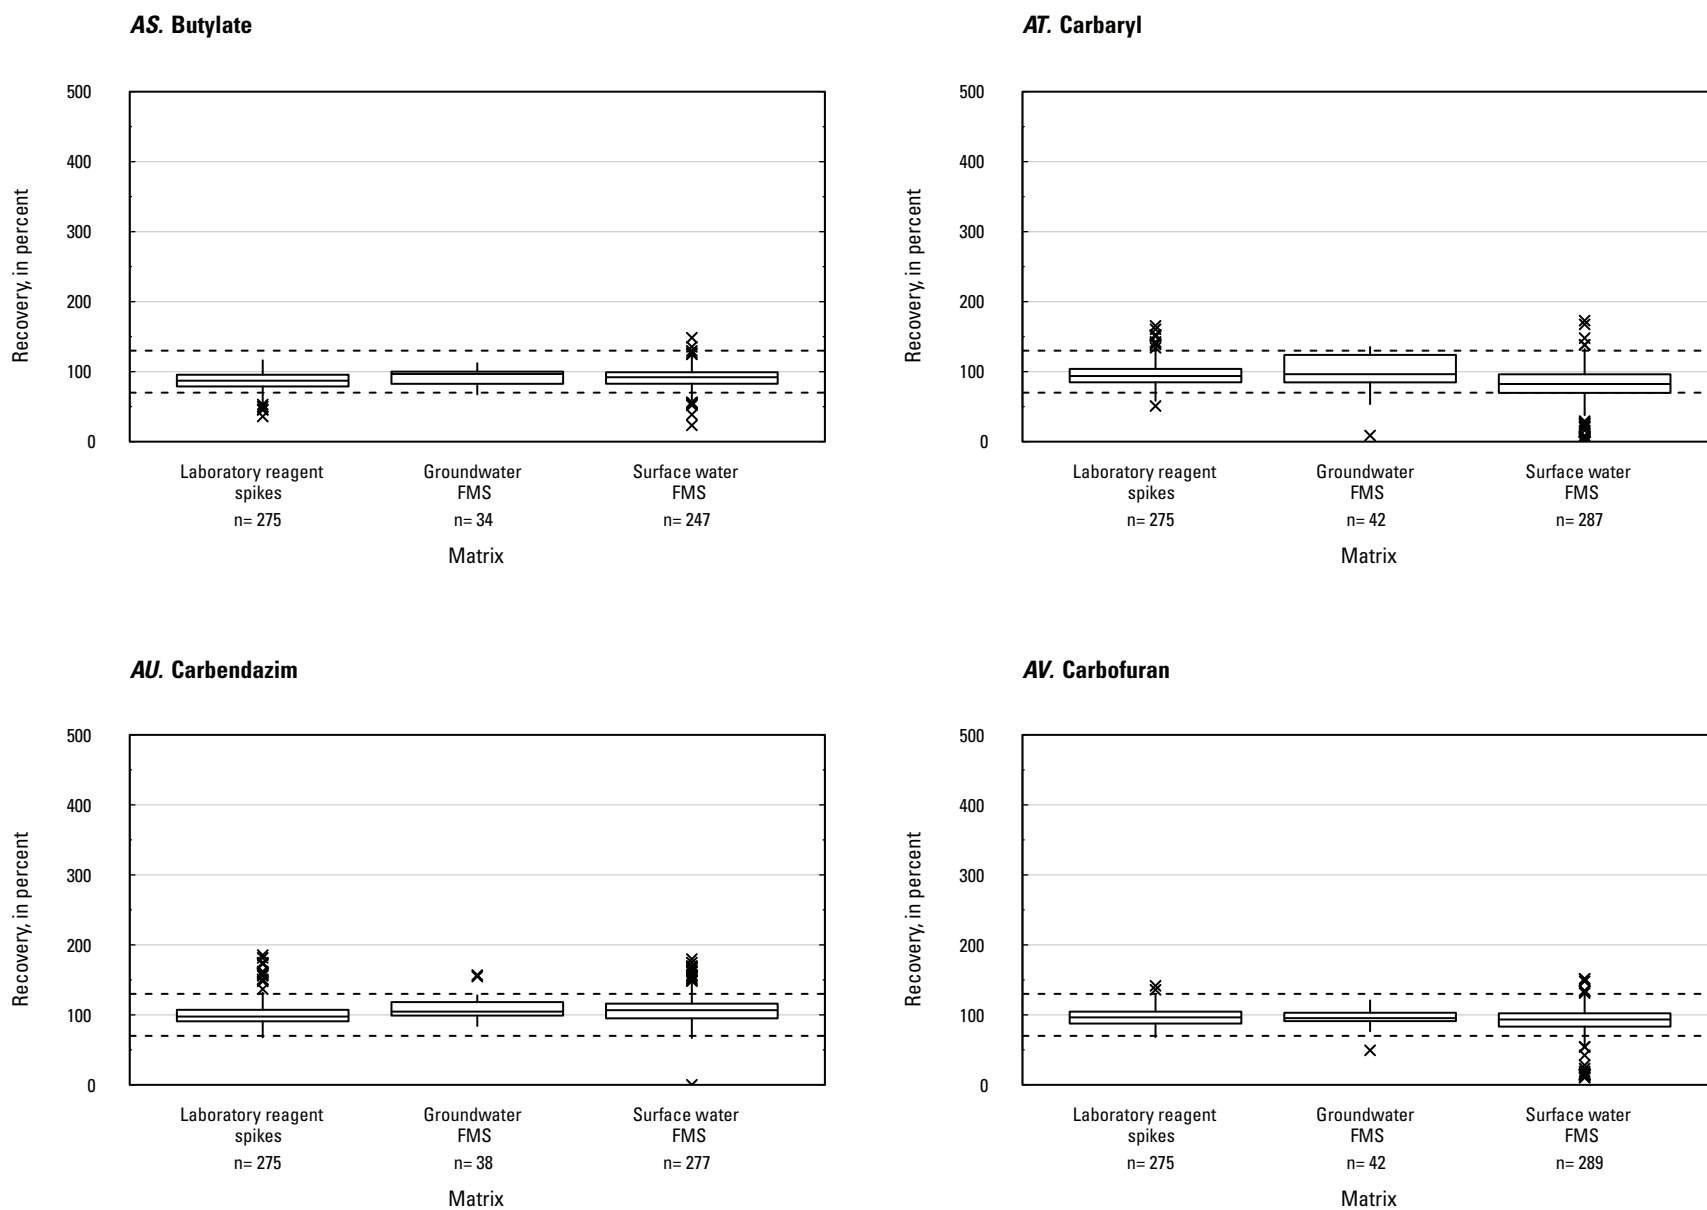 AS. Butylate
500
400
300
200
100
0
Recovery, in percent
Laboratory reagent
spikes
n= 275
Groundwater
FMS
n= 34
Surface water
FMS
n= 247
Matrix
AT. Carbaryl
500
400
300
200
100
0
Recovery, in percent
Laboratory reagent
spikes
n= 275
Groundwater
FMS
n= 42
Surface water
FMS
n= 287
Matrix
AU. Carbendazim
500
400
300
200
100
0
Recovery, in percent
Laboratory reagent
spikes
n= 275
Groundwater
FMS
n= 38
Surface water
FMS
n= 277
Matrix
AV. Carbofuran
500
400
300
200
100
0
Recovery, in percent
Laboratory reagent
spikes
n= 275
Groundwater
FMS
n= 42
Surface water
FMS
n= 289
Matrix